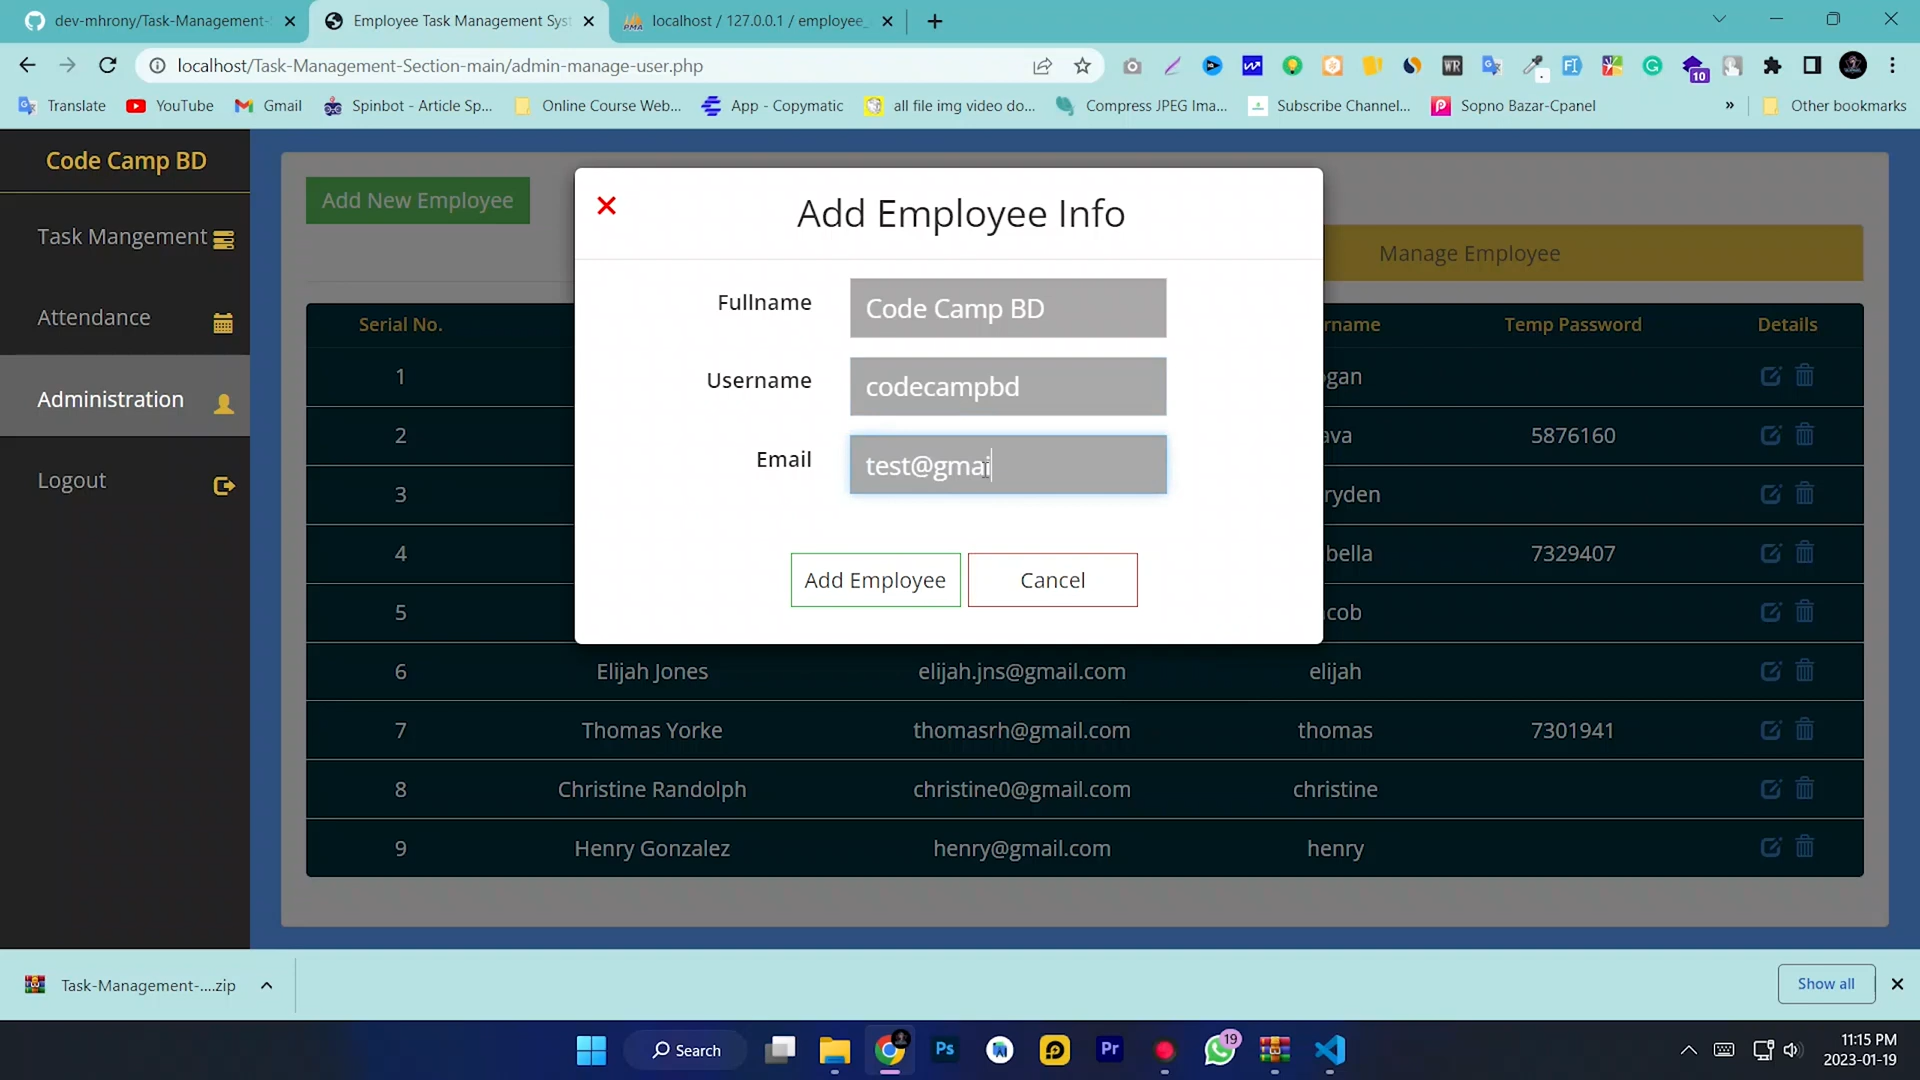 dev-mhrony/Task-Management-
Employee Task Management Syst
localhost / 127.0.0.1 / employee_
localhost/Task-Management-Section-main/admin-manage-user.php
10
Translate
YouTube
Gmail
Spinbot - Article Sp...
Online Course Web...
App - Copymatic
all file img video do...
Compress JPEG Ima...
Subscribe Channel...
Sopno Bazar-Cpanel
»
Other bookmarks
Code Camp BD
Task Mangement
Attendance
Administration
Logout
Add New Employee
Manage Employee
Add Employee Info
Fullname
Code Camp BD
Username
codecampbd
Email
test@gmai
Add Employee
Cancel
Serial No.
rname
Temp Password
Details
1
gan
2
ava
5876160
3
ryden
4
bella
7329407
5
cob
6
Elijah Jones
elijah.jns@gmail.com
elijah
7
Thomas Yorke
thomasrh@gmail.com
thomas
7301941
8
Christine Randolph
christine0@gmail.com
christine
9
Henry Gonzalez
henry@gmail.com
henry
Task-Management-....zip
Show all
Search
Ps
Pr
19
11:15 PM
2023-01-19